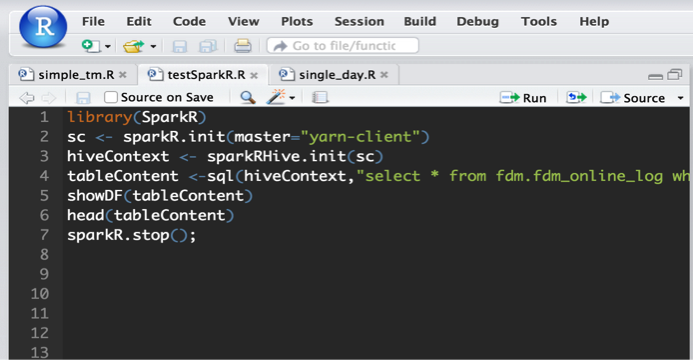 R
File Edit Code View Plots Session Build Debug Tools Help
Go to file/functic
simple_tm.R testSparkR.R single_day.R
Source on Save Run Source
1 library(SparkR)
2 sc <- sparkR.init(master="yarn-client")
3 hiveContext <- sparkRHive.init(sc)
4 tableContent <-sql(hiveContext,"select * from fdm.fdm_online_log wh
5 showDF(tableContent)
6 head(tableContent)
7 sparkR.stop();
8
9
10
11
12
13